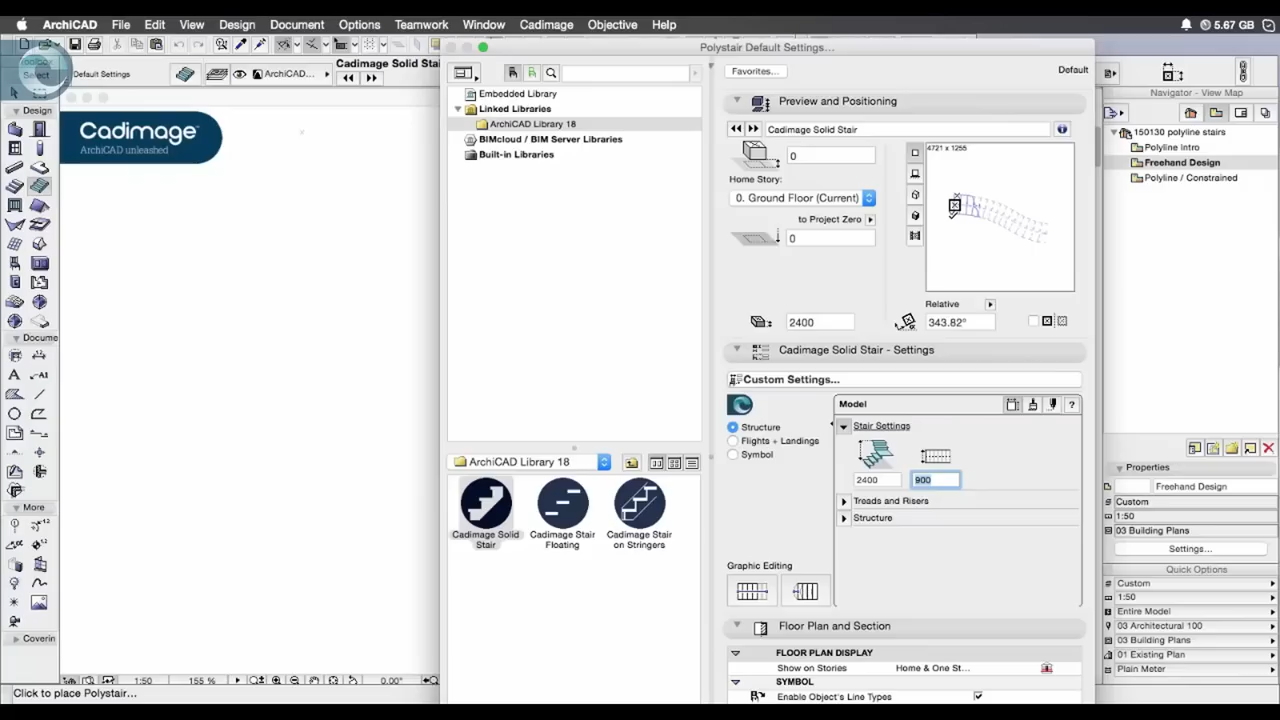 ArchiCAD File Edit View Design Document Options Teamwork Window Cadimage Objective Help 5.67 GB
Polystair Default Settings...
Toolbox
Select
Default Settings
ArchiCAD...
Cadimage Solid Stai
Favorites...
Default
Navigator - View Map
Embedded Library
Linked Libraries
ArchiCAD Library 18
BIMcloud / BIM Server Libraries
Built-in Libraries
Design
Cadimage™
ArchiCAD unleashed
Preview and Positioning
Cadimage Solid Stair
4721 x 1255
0
Home Story:
0. Ground Floor (Current)
to Project Zero
0
Relative
2400
343.82°
150130 polyline stairs
Polyline Intro
Freehand Design
Polyline / Constrained
Cadimage Solid Stair - Settings
Custom Settings...
Structure
Flights + Landings
Symbol
Model
?
Stair Settings
2400 900
Treads and Risers
Structure
Graphic Editing
Docume
A A1
More
Coverin
ArchiCAD Library 18
Cadimage Solid
Stair
Cadimage Stair
Floating
Cadimage Stair
on Stringers
Floor Plan and Section
FLOOR PLAN DISPLAY
Show on Stories Home & One St...
SYMBOL
Enable Object's Line Types
Properties
Freehand Design
Custom
1:50
03 Building Plans
Settings...
Quick Options
Custom
1:50
Entire Model
03 Architectural 100
03 Building Plans
01 Existing Plan
Plain Meter
1:50 155 % 0.00°
Click to place Polystair...